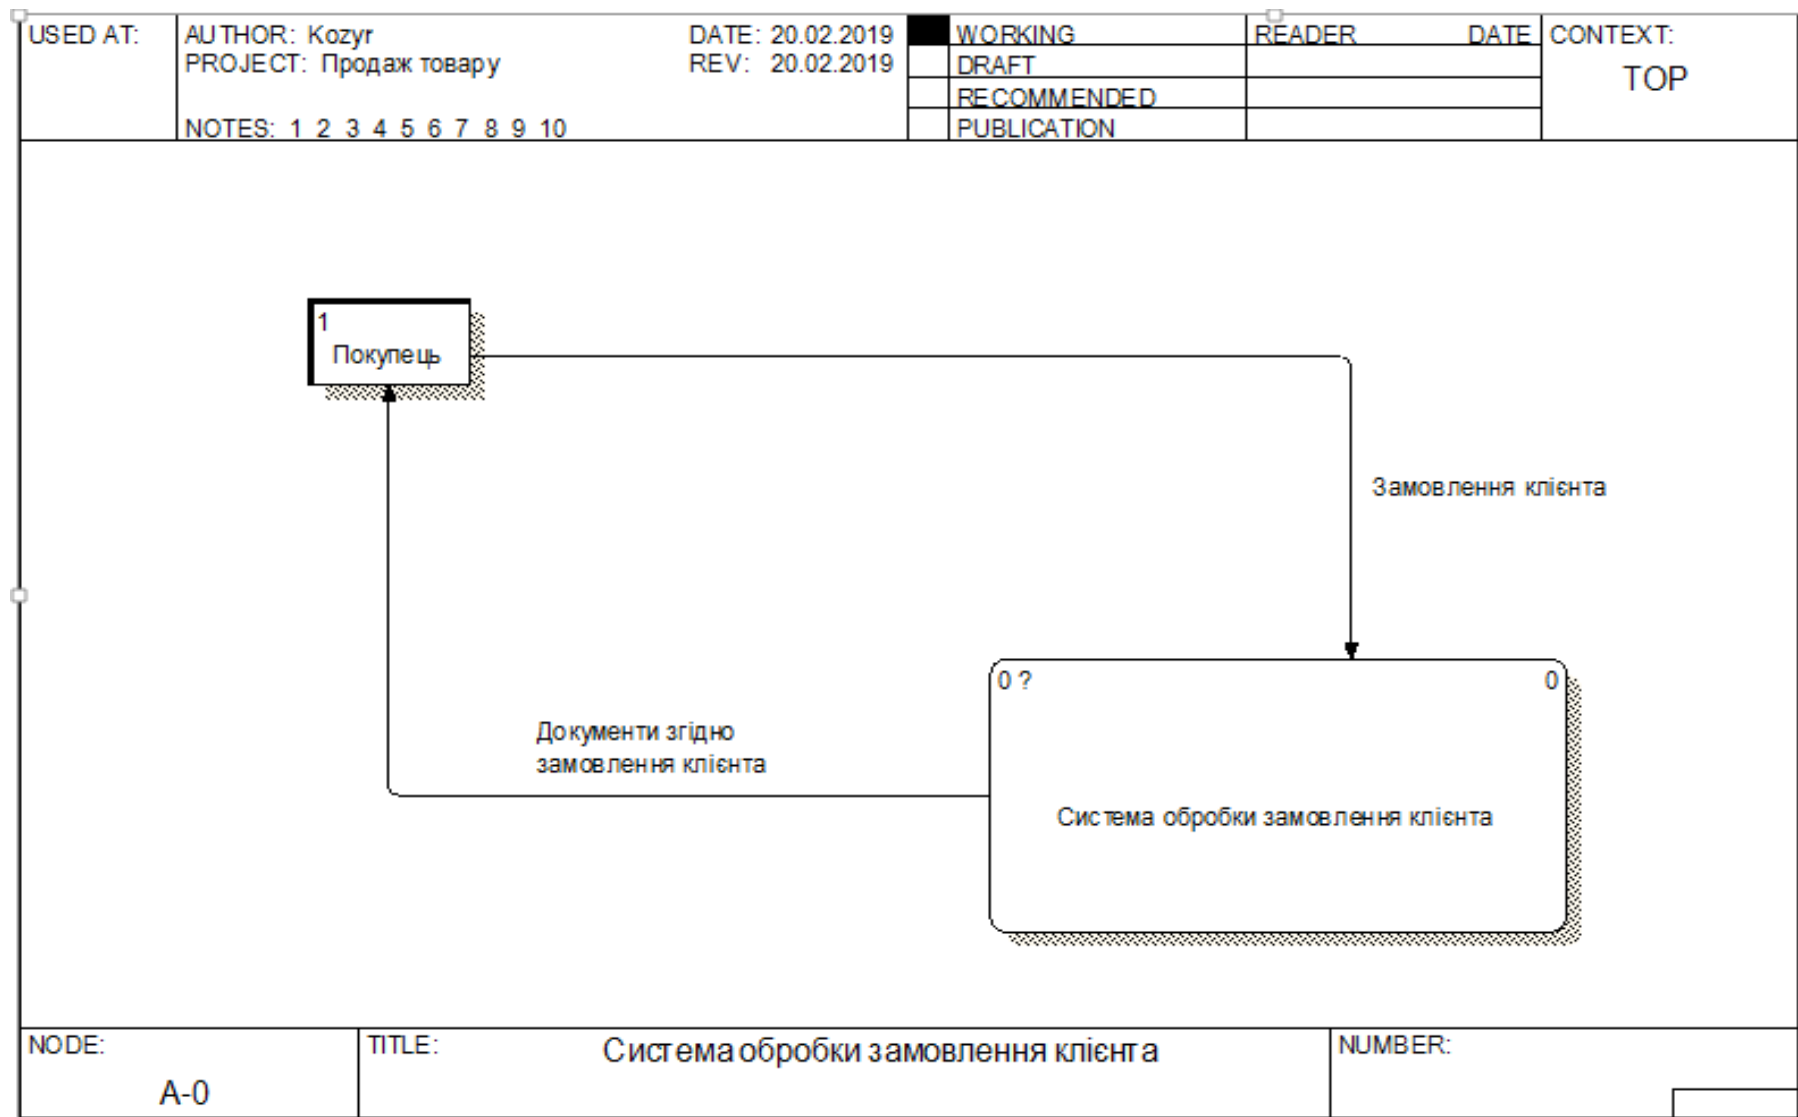 USED AT:
AUTHOR: Kozyr
DATE: 20.02.2019
PROJECT: Продаж товару
REV: 20.02.2019
NOTES: 1 2 3 4 5 6 7 8 9 10
WORKING
DRAFT
RECOMMENDED
PUBLICATION
READER DATE
CONTEXT:
TOP
1
Покупець
Замовлення клієнта
0 ? 0
Документи згідно
замовлення клієнта
Система обробки замовлення клієнта
NODE:
A-0
TITLE:
Система обробки замовлення клієнта
NUMBER: